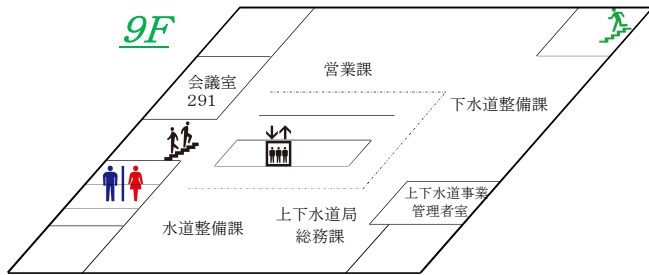 9F
営業課
会議室
291
下水道整備課
上下水道事業
管理者室
水道整備課
上下水道局
総務課